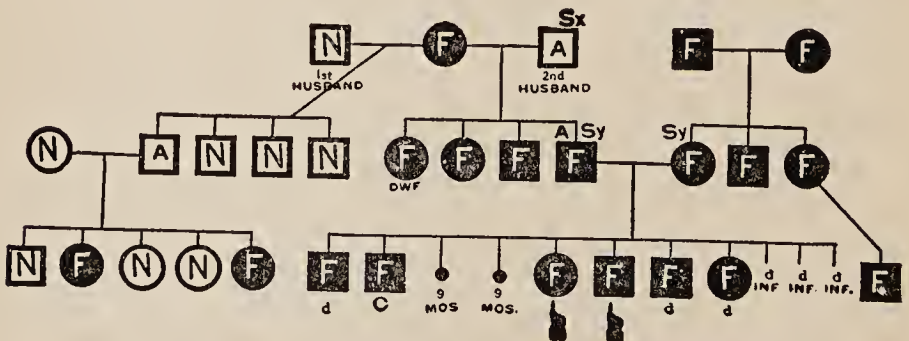 Sx
N F A F F
1st 2nd
HUSBAND HUSBAND
A Sy Sy
N A N N N F F F F F F F
DWF
N F N N F F F F F F F d d d F
INF INF. INF.
d C 9 9 d d
MOS MOS.